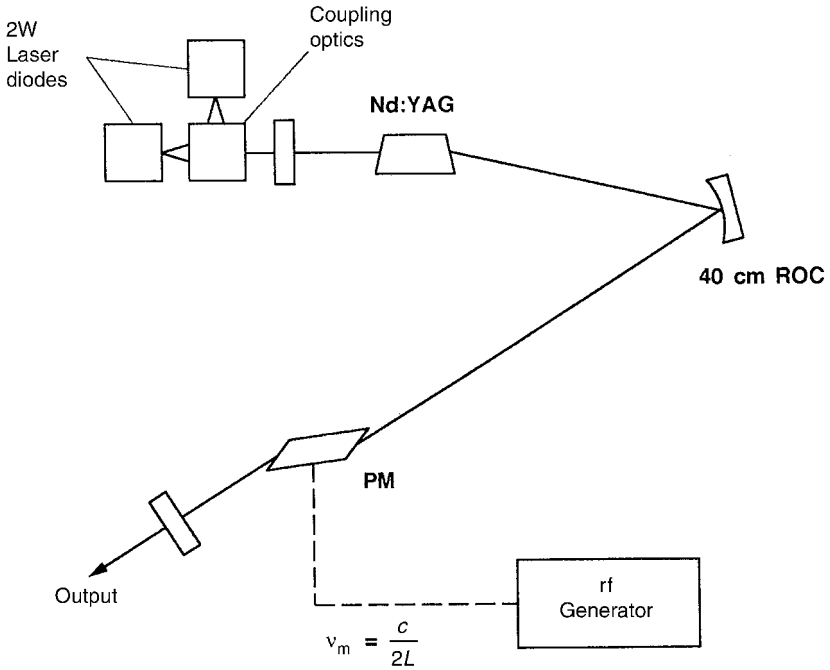 2W
Laser
diodes
Coupling
optics
Nd:YAG
40 cm ROC
PM
Output
rf
Generator
νm = c
2L